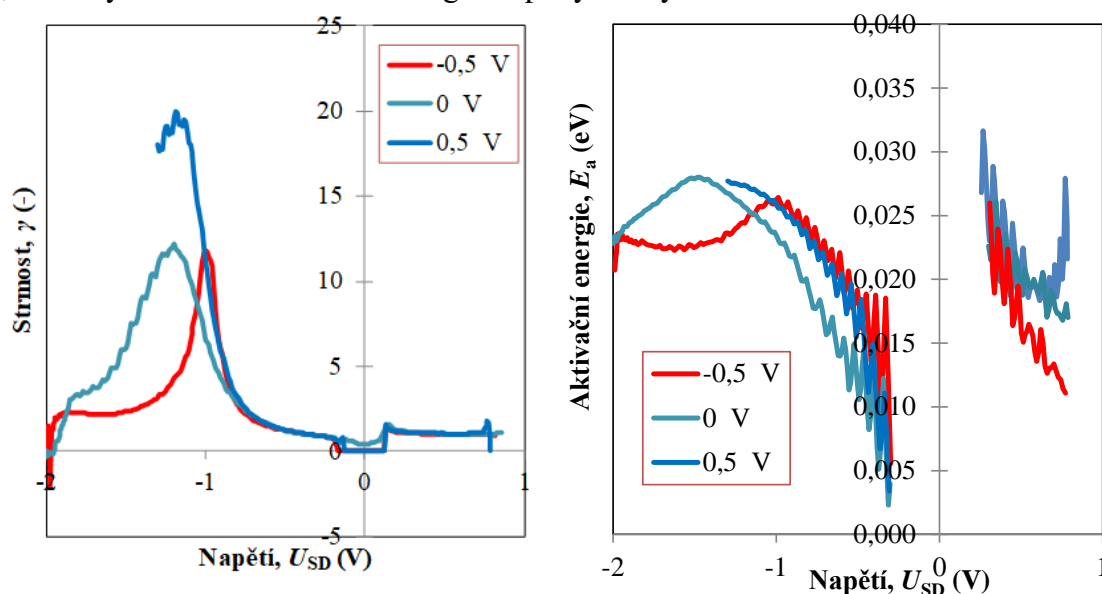 25
20
15
10
5
0
-5
-2
-1
0
1
-0,5 V
0 V
0,5 V
Strmost, γ (-)
Napětí, U_SD (V)
0,040
0,035
0,030
0,025
0,020
0,015
0,010
0,005
0,000
-2
-1
0
1
-0,5 V
0 V
0,5 V
Aktivační energie, E_a (eV)
Napětí, U_SD (V)